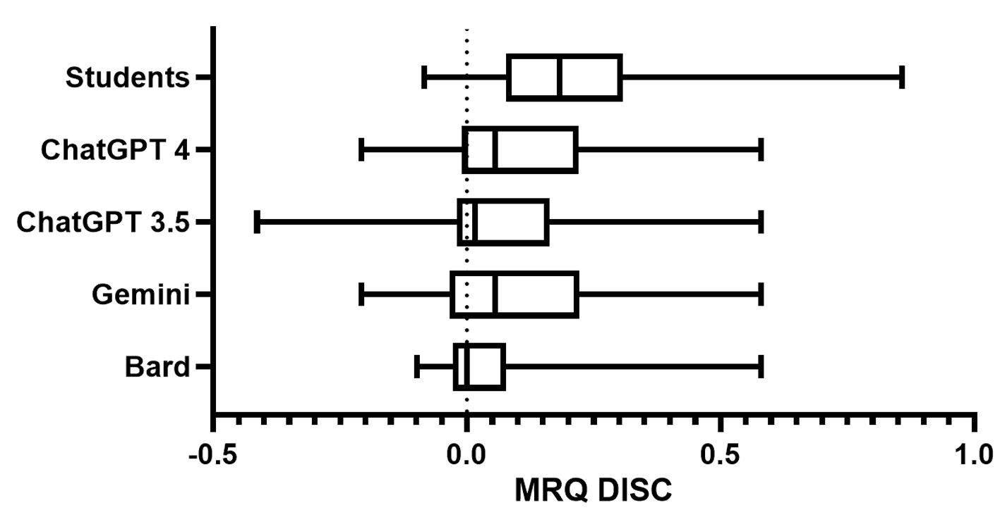 Students
ChatGPT 4
ChatGPT 3.5
Gemini
Bard
-0.5 0.0 0.5 1.0
MRQ DISC